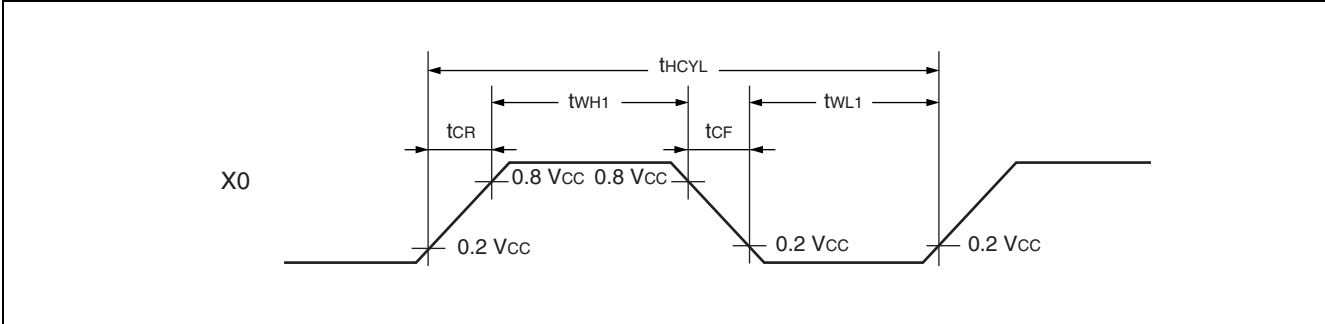 tHCYL
tWH1
tWL1
tCR
tCF
X0
0.8 VCC 0.8 VCC
0.2 VCC
0.2 VCC
0.2 VCC